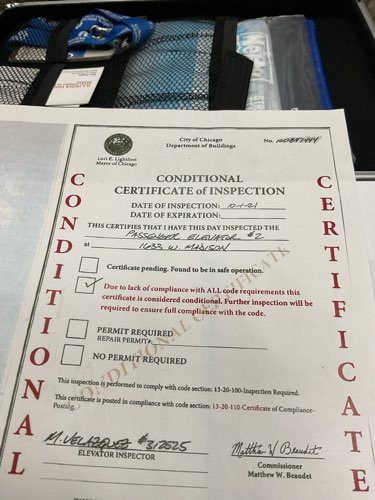 City of Chicago
Department of Buildings
No.
Lori E. Lightfoot
Mayor of Chicago
CONDITIONAL
CERTIFICATE of INSPECTION
DATE OF INSPECTION: 10-1-21
DATE OF EXPIRATION:
THIS CERTIFIES THAT I HAVE THIS DAY INSPECTED THE
PASSENGER ELEVATOR #2
at 1633 W. MADISON
Certificate pending. Found to be in safe operation.
Due to lack of compliance with ALL code requirements this
certificate is considered conditional. Further inspection will be
required to ensure full compliance with the code.
PERMIT REQUIRED
REPAIR PERMIT#
NO PERMIT REQUIRED
This inspection is performed to comply with code section: 13-20-100-Inspection Required.
This certificate is posted in compliance with code section: 13-20-110-Certificate of Compliance-
Posting.
M. VELAZQUEZ #312525
ELEVATOR INSPECTOR
Matthew W Beaudet
Commissioner
Matthew W. Beaudet
CONDITIONAL
CERTIFICATE
CONDITIONAL CERTIFICATE